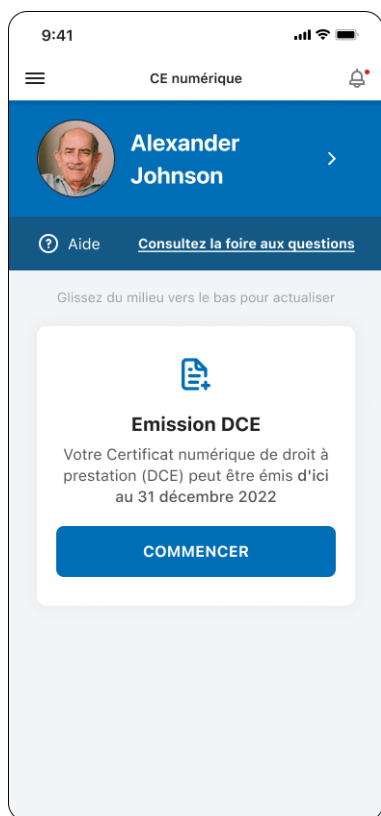 9:41
CE numérique
Alexander
Johnson
Aide
Consultez la foire aux questions
Glissez du milieu vers le bas pour actualiser
Emission DCE
Votre Certificat numérique de droit à
prestation (DCE) peut être émis d'ici
au 31 décembre 2022
COMMENCER